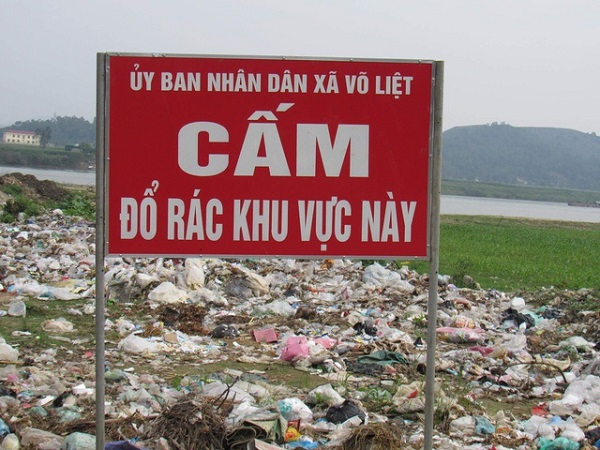 ỦY BAN NHÂN DÂN XÃ VÕ LIỆT
CẤM
ĐỔ RÁC KHU VỰC NÀY